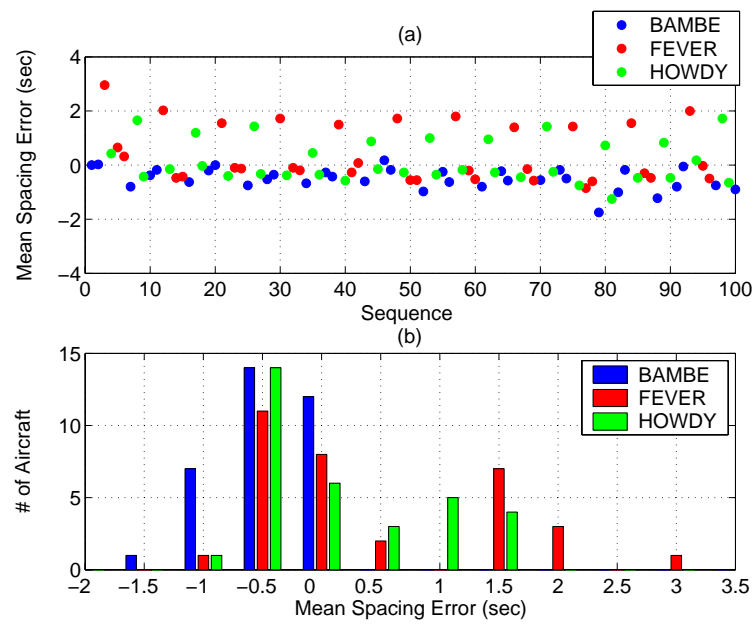 (a)
BAMBE
FEVER
HOWDY
Mean Spacing Error (sec)
4
2
0
−2
−4
0 10 20 30 40 50 60 70 80 90 100
Sequence
(b)
BAMBE
FEVER
HOWDY
# of Aircraft
15
10
5
0
−2 −1.5 −1 −0.5 0 0.5 1 1.5 2 2.5 3 3.5
Mean Spacing Error (sec)